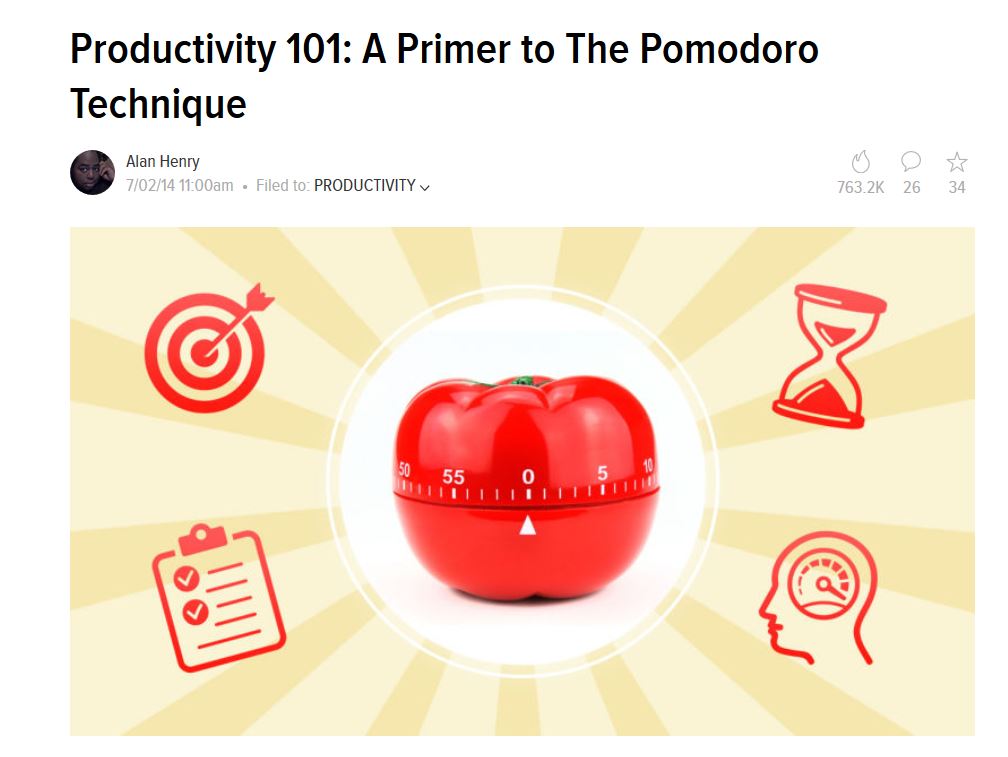 Productivity 101: A Primer to The Pomodoro
Technique
Alan Henry
7/02/14 11:00am • Filed to: PRODUCTIVITY
763.2K 26 34
50 55 0 5 10